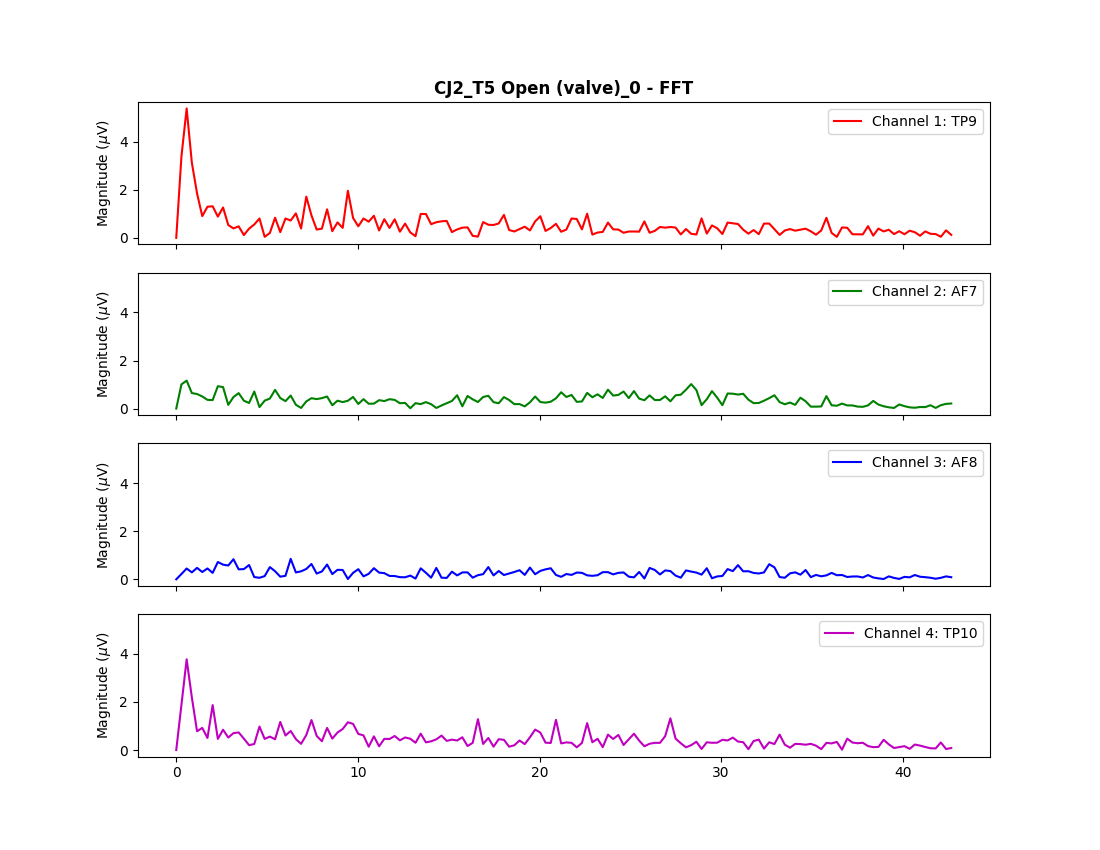 CJ2_T5 Open (valve)_0 - FFT
Magnitude (μV)
4
2
0
Channel 1: TP9
Magnitude (μV)
4
2
0
Channel 2: AF7
Magnitude (μV)
4
2
0
Channel 3: AF8
Magnitude (μV)
4
2
0
Channel 4: TP10
0 10 20 30 40